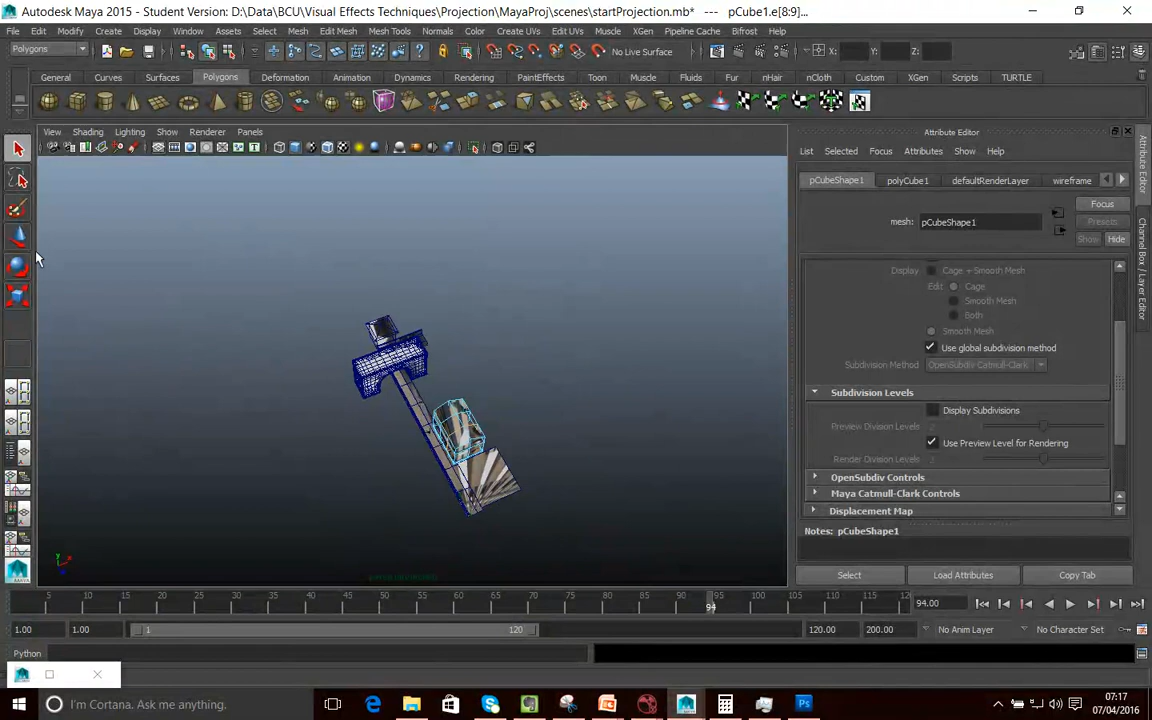 Autodesk Maya 2015 - Student Version: D:\Data\BCU\Visual Effects Techniques\Projection\MayaProj\scenes\startProjection.mb* --- pCube1.e[8:9]...
File Edit Modify Create Display Window Assets Select Mesh Edit Mesh Mesh Tools Normals Color Create UVs Edit UVs Muscle XGen Pipeline Cache Bifrost Help
Polygons No Live Surface X: Y: Z:
General Curves Surfaces Polygons Deformation Animation Dynamics Rendering PaintEffects Toon Muscle Fluids Fur nHair nCloth Custom XGen Scripts TURTLE
View Shading Lighting Show Renderer Panels
Attribute Editor
List Selected Focus Attributes Show Help
pCubeShape1 polyCube1 defaultRenderLayer wireframe
Focus
mesh: pCubeShape1 Presets
Show Hide
Display Cage + Smooth Mesh
Edit Cage
Smooth Mesh
Both
Smooth Mesh
Use global subdivision method
Subdivision Method OpenSubdiv Catmull-Clark
Subdivision Levels
Display Subdivisions
Preview Division Levels 2
Use Preview Level for Rendering
Render Division Levels 2
OpenSubdiv Controls
Maya Catmull-Clark Controls
Displacement Map
Notes: pCubeShape1
Select Load Attributes Copy Tab
Attribute Editor
Channel Box / Layer Editor
y x
5 10 15 20 25 30 35 40 45 50 55 60 65 70 75 80 85 90 95 100 105 110 115 12
94 94.00
1.00 1.00 1 120 120.00 200.00 No Anim Layer No Character Set
Python
I'm Cortana. Ask me anything.
07:17
07/04/2016